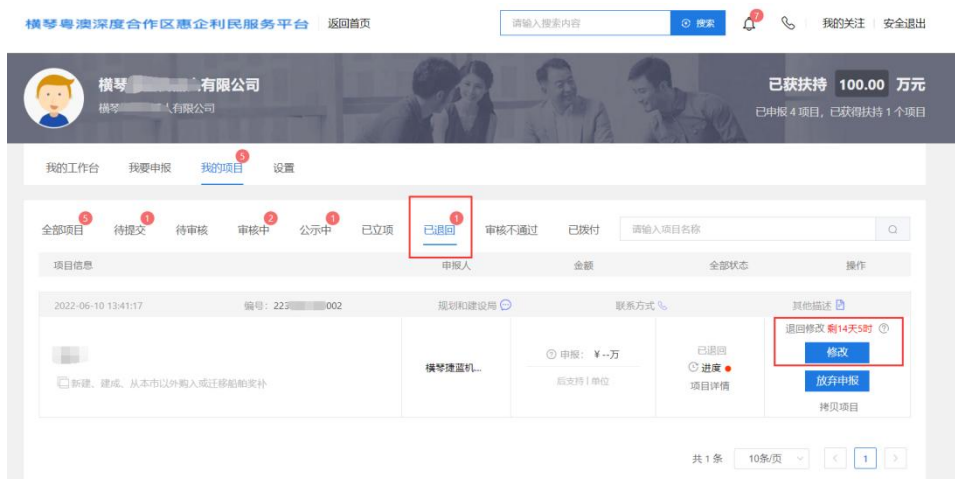 横琴粤澳深度合作区惠企利民服务平台 返回首页 请输入搜索内容 搜索 7 我的关注 安全退出
横琴 有限公司 已获扶持 100.00 万元
横琴 人有限公司 已申报 4 项目，已获得扶持 1 个项目
我的工作台 我要申报 我的项目 5 设置
全部项目 5 待提交 1 待审核 审核中 2 公示中 1 已立项 已退回 1 审核不通过 已拨付 请输入项目名称
项目信息 申报人 金额 全部状态 操作
2022-06-10 13:41:17 编号：223 002 规划和建设局 联系方式 其他描述
退回修改 剩14天5时
修改
横琴捷蓝机... 申报： ¥ --万 已退回
进度
新建、建成、从本市以外购入或迁移船舶奖补 后支持 | 单位 项目详情 放弃申报
拷贝项目
共 1 条 10条/页 < 1 >